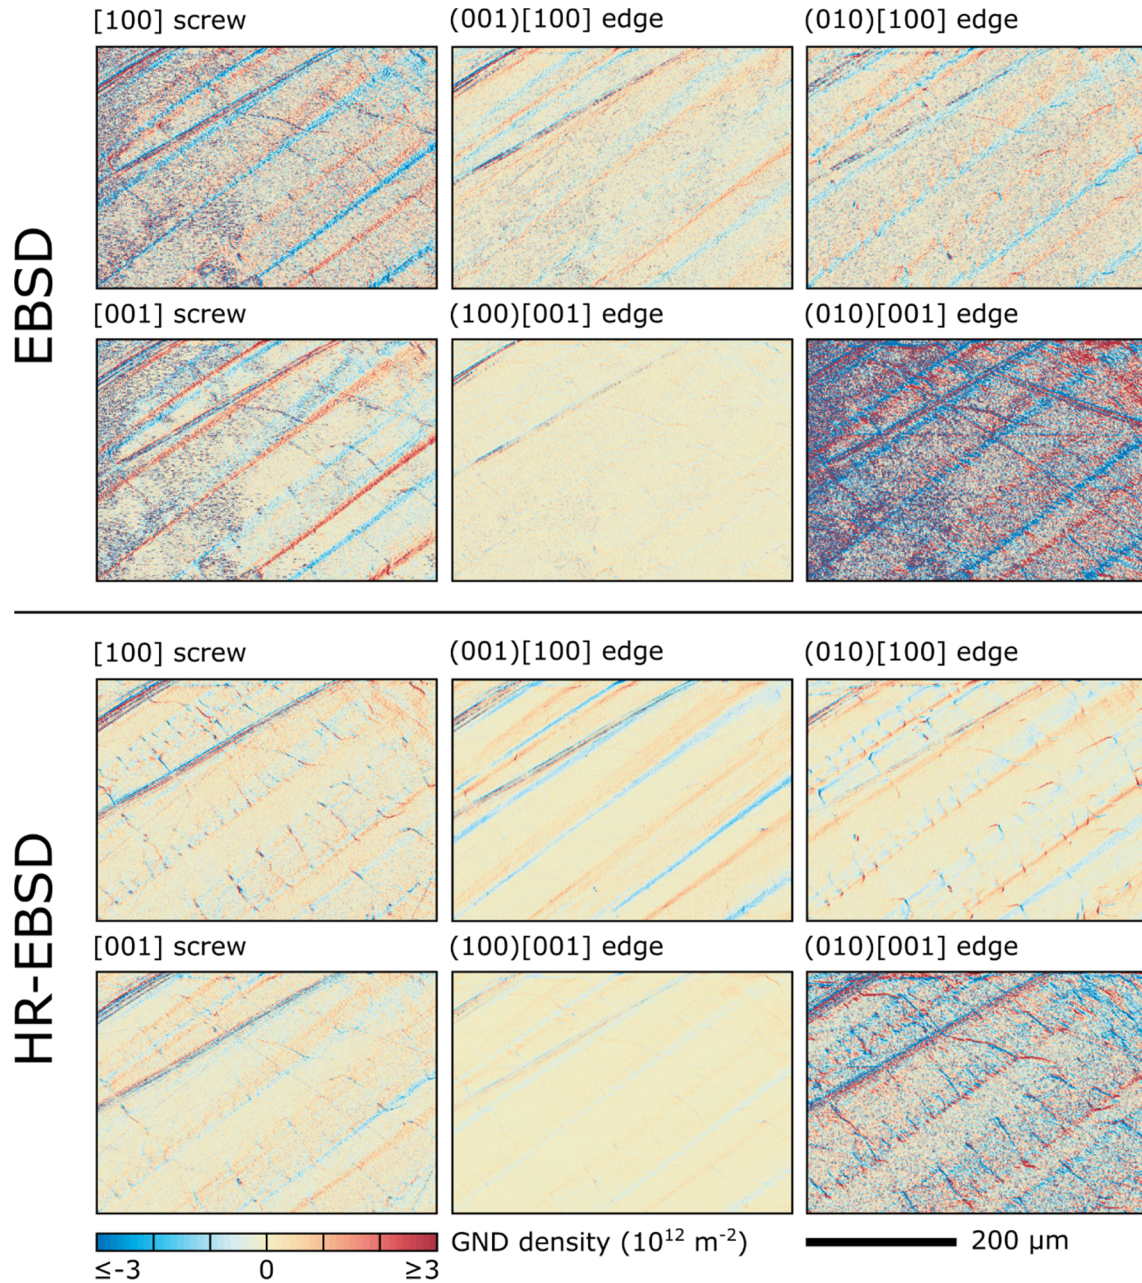 [100] screw
(001)[100] edge
(010)[100] edge
EBSD
[001] screw
(100)[001] edge
(010)[001] edge
[100] screw
(001)[100] edge
(010)[100] edge
HR-EBSD
[001] screw
(100)[001] edge
(010)[001] edge
GND density (10¹² m⁻²)
200 µm
≤-3
0
≥3